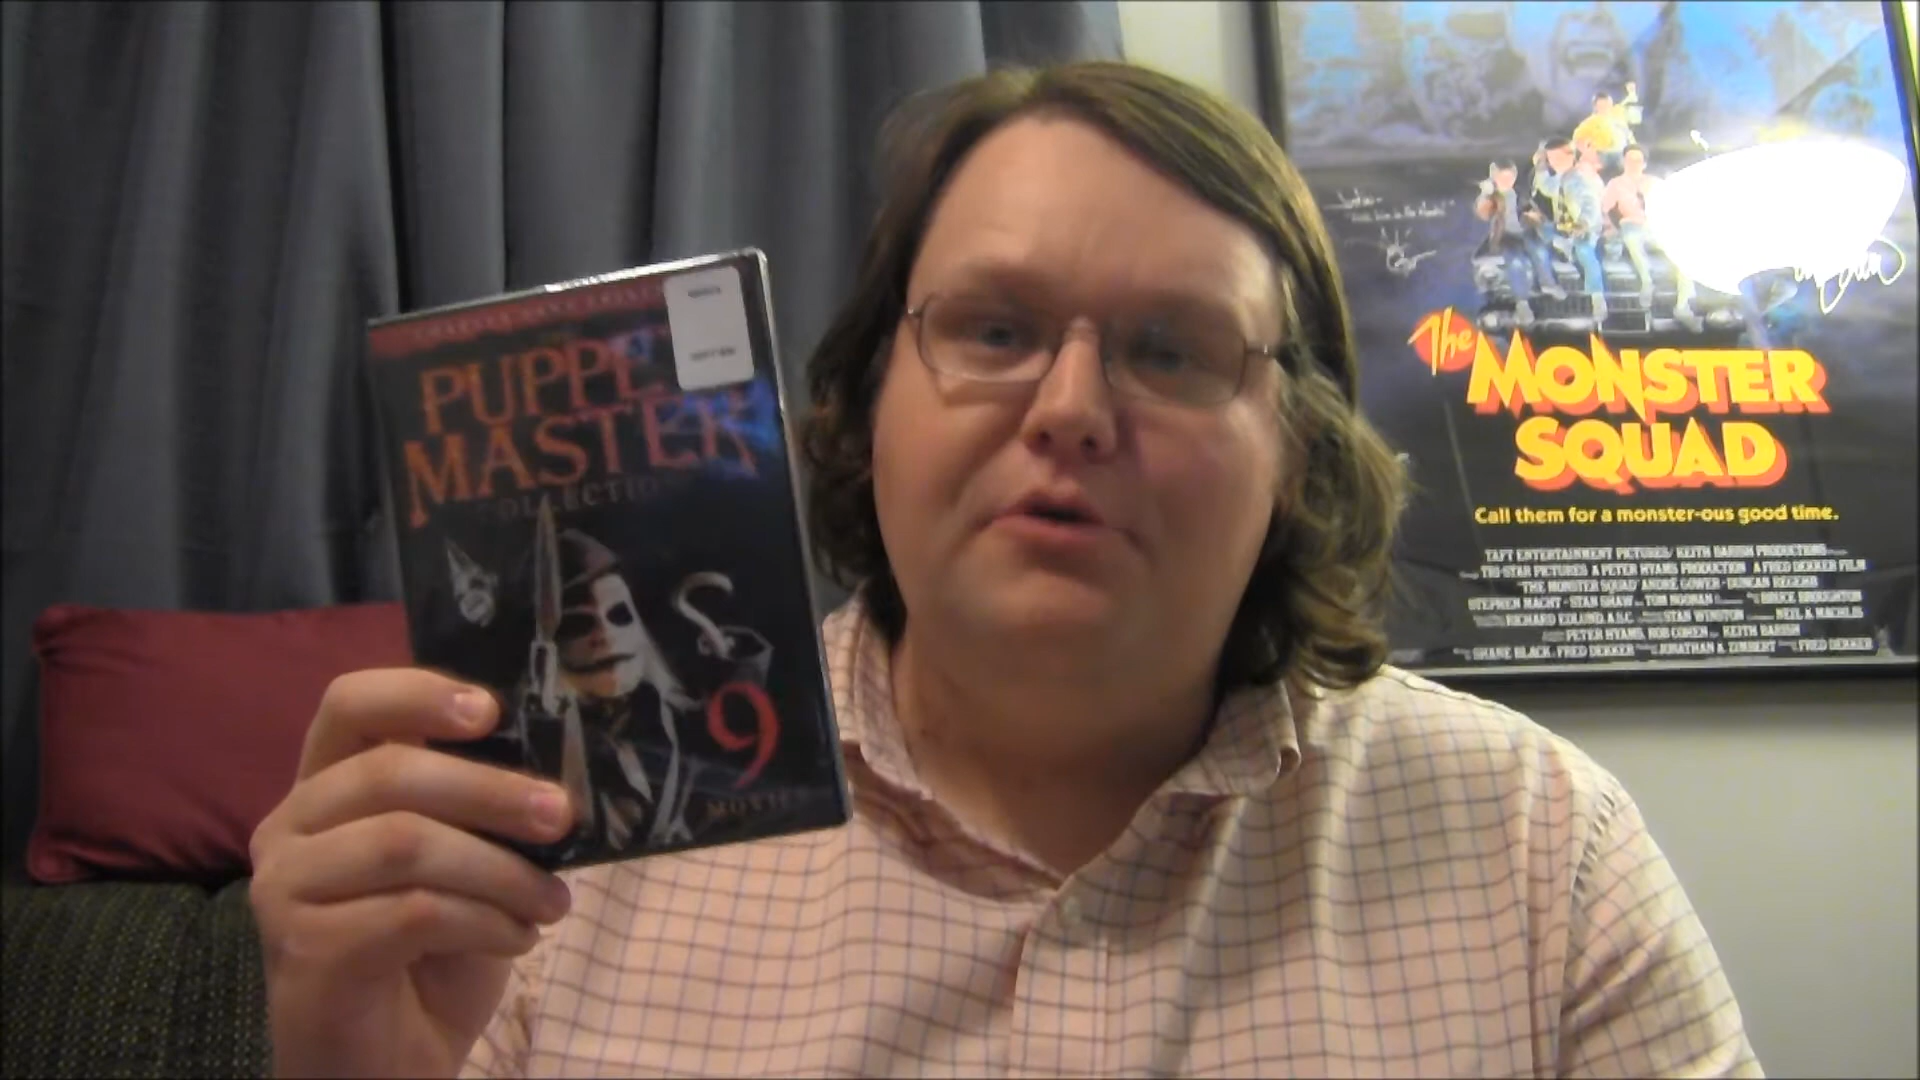 PUPPE
MASTER
COLLECTION
9
MOVIE
The
MONSTER
SQUAD
Call them for a monster-ous good time.
TAFT ENTERTAINMENT PICTURES/KEITH BARISH PRODUCTIONS
TRI-STAR PICTURES A PETER HYAMS PRODUCTION A FRED DEKKER FILM
"THE MONSTER SQUAD" ANDRE GOWER • DUNCAN REGEHR
STEPHEN MACHT • STAN SHAW TOM NOONAN BRUCE BROUGHTON
RICHARD EDLUND, A.S.C. STAN WINSTON NEIL A. MACHLIS
PETER HYAMS, ROB COHEN KEITH BARISH
SHANE BLACK FRED DEKKER JONATHAN A. ZIMBERT FRED DEKKER